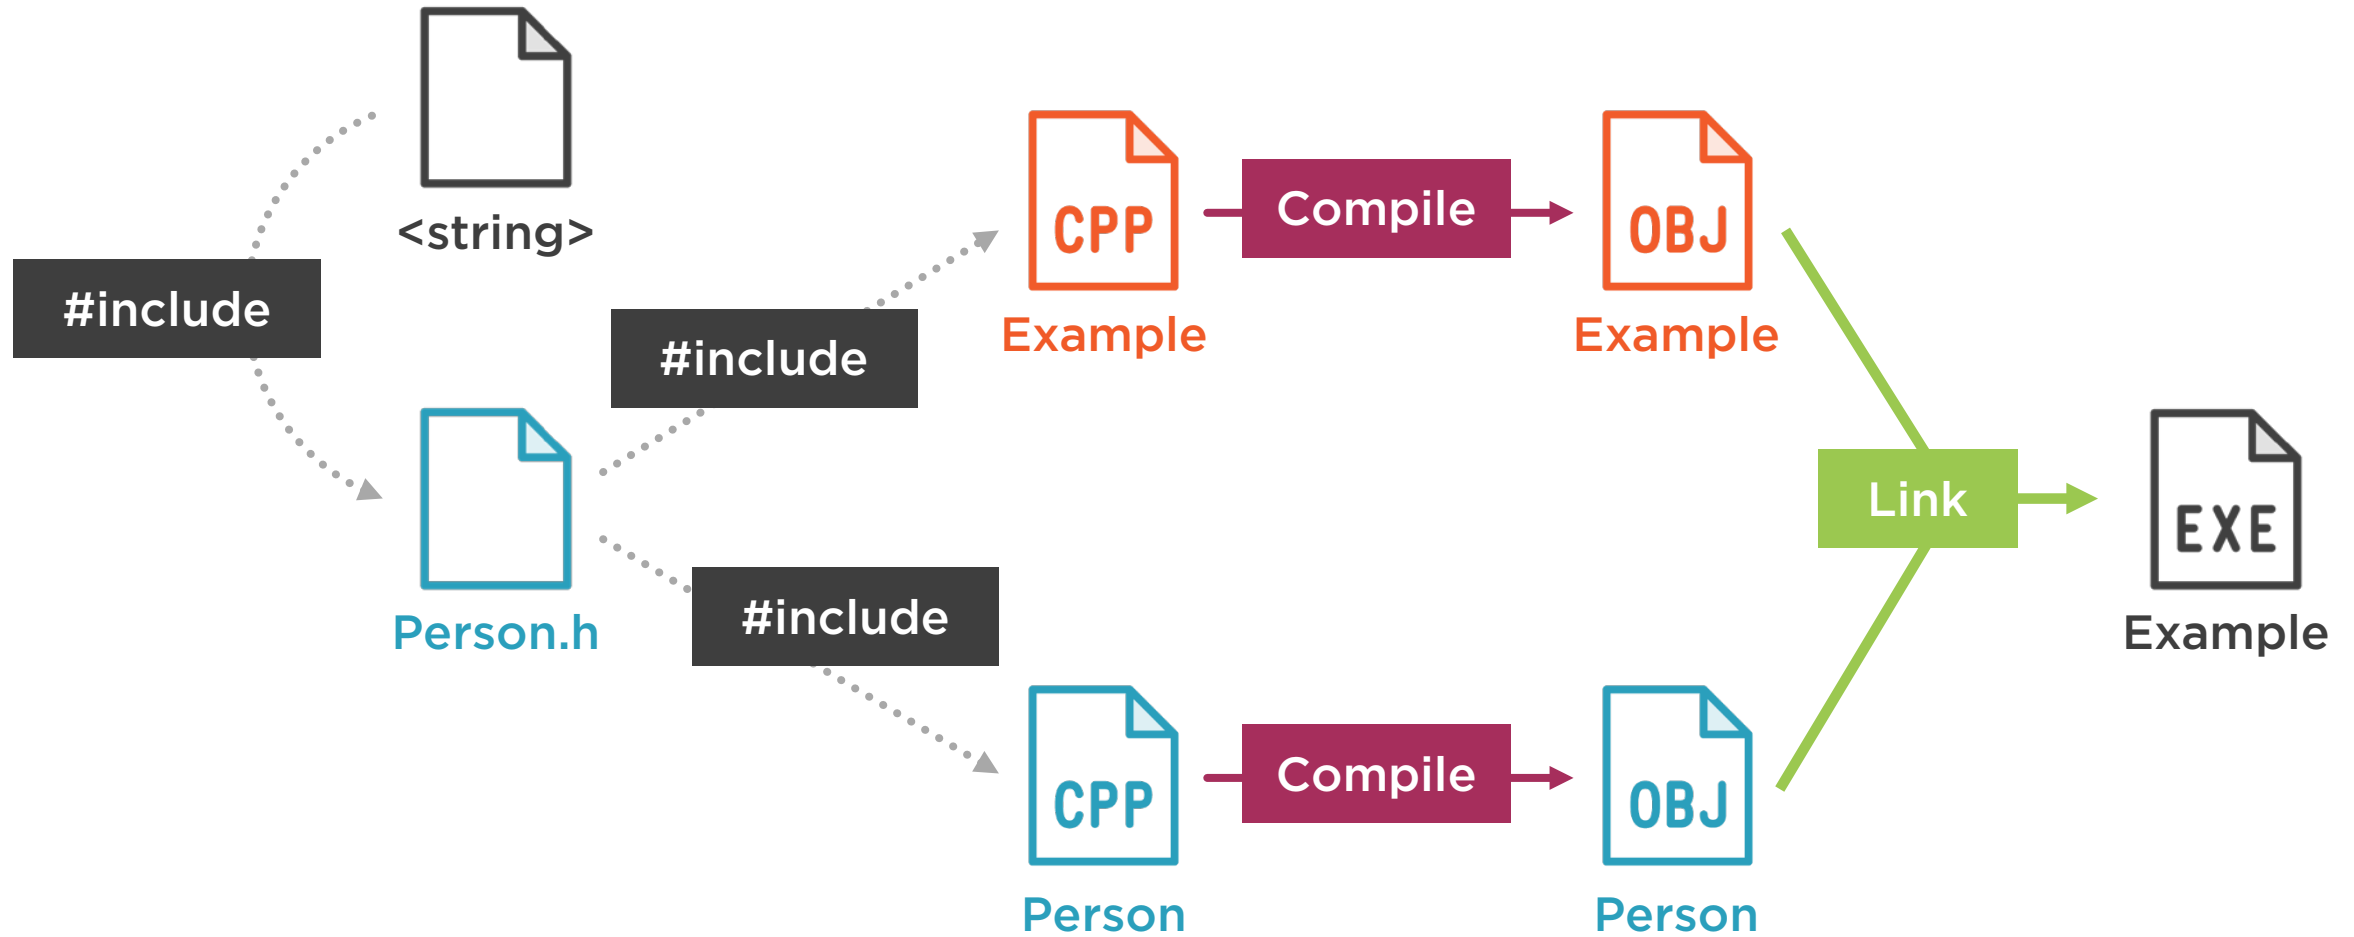 <string>
#include
Person.h
#include
#include
CPP
Example
Compile
OBJ
Example
CPP
Person
Compile
OBJ
Person
Link
EXE
Example